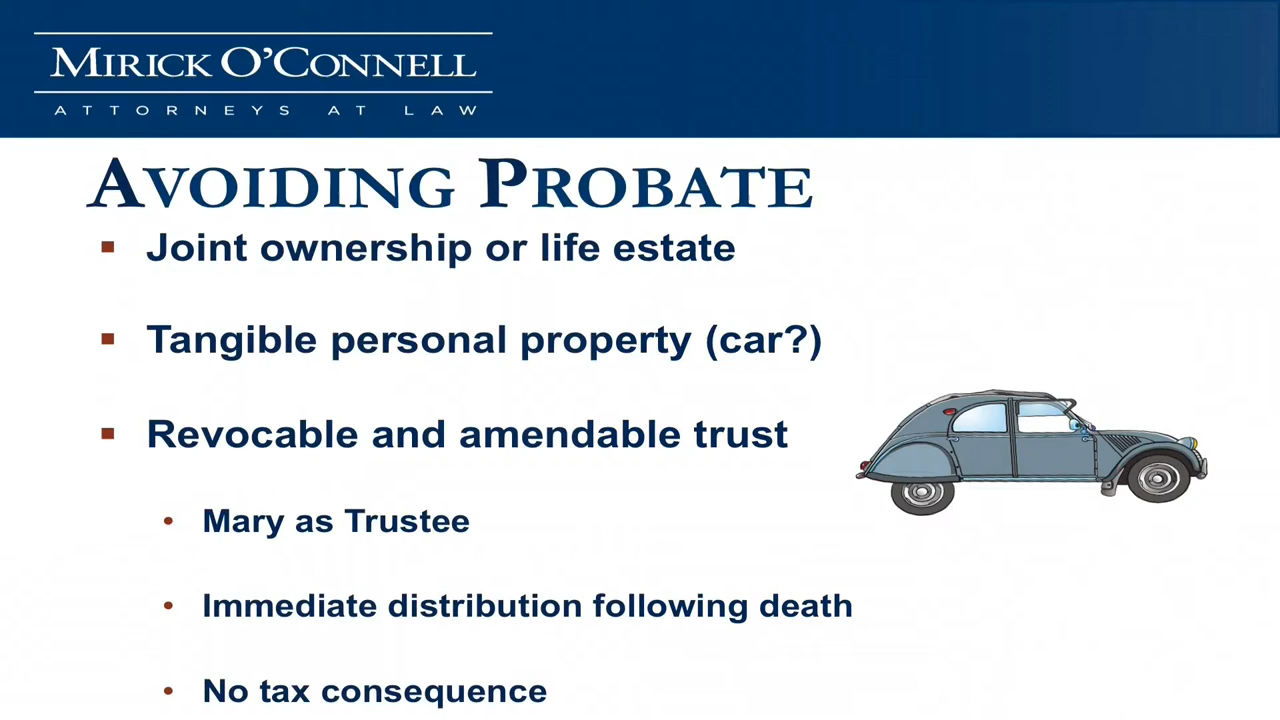 MIRICK O'CONNELL
ATTORNEYS AT LAW
AVOIDING PROBATE
▪ Joint ownership or life estate
▪ Tangible personal property (car?)
▪ Revocable and amendable trust
• Mary as Trustee
• Immediate distribution following death
• No tax consequence